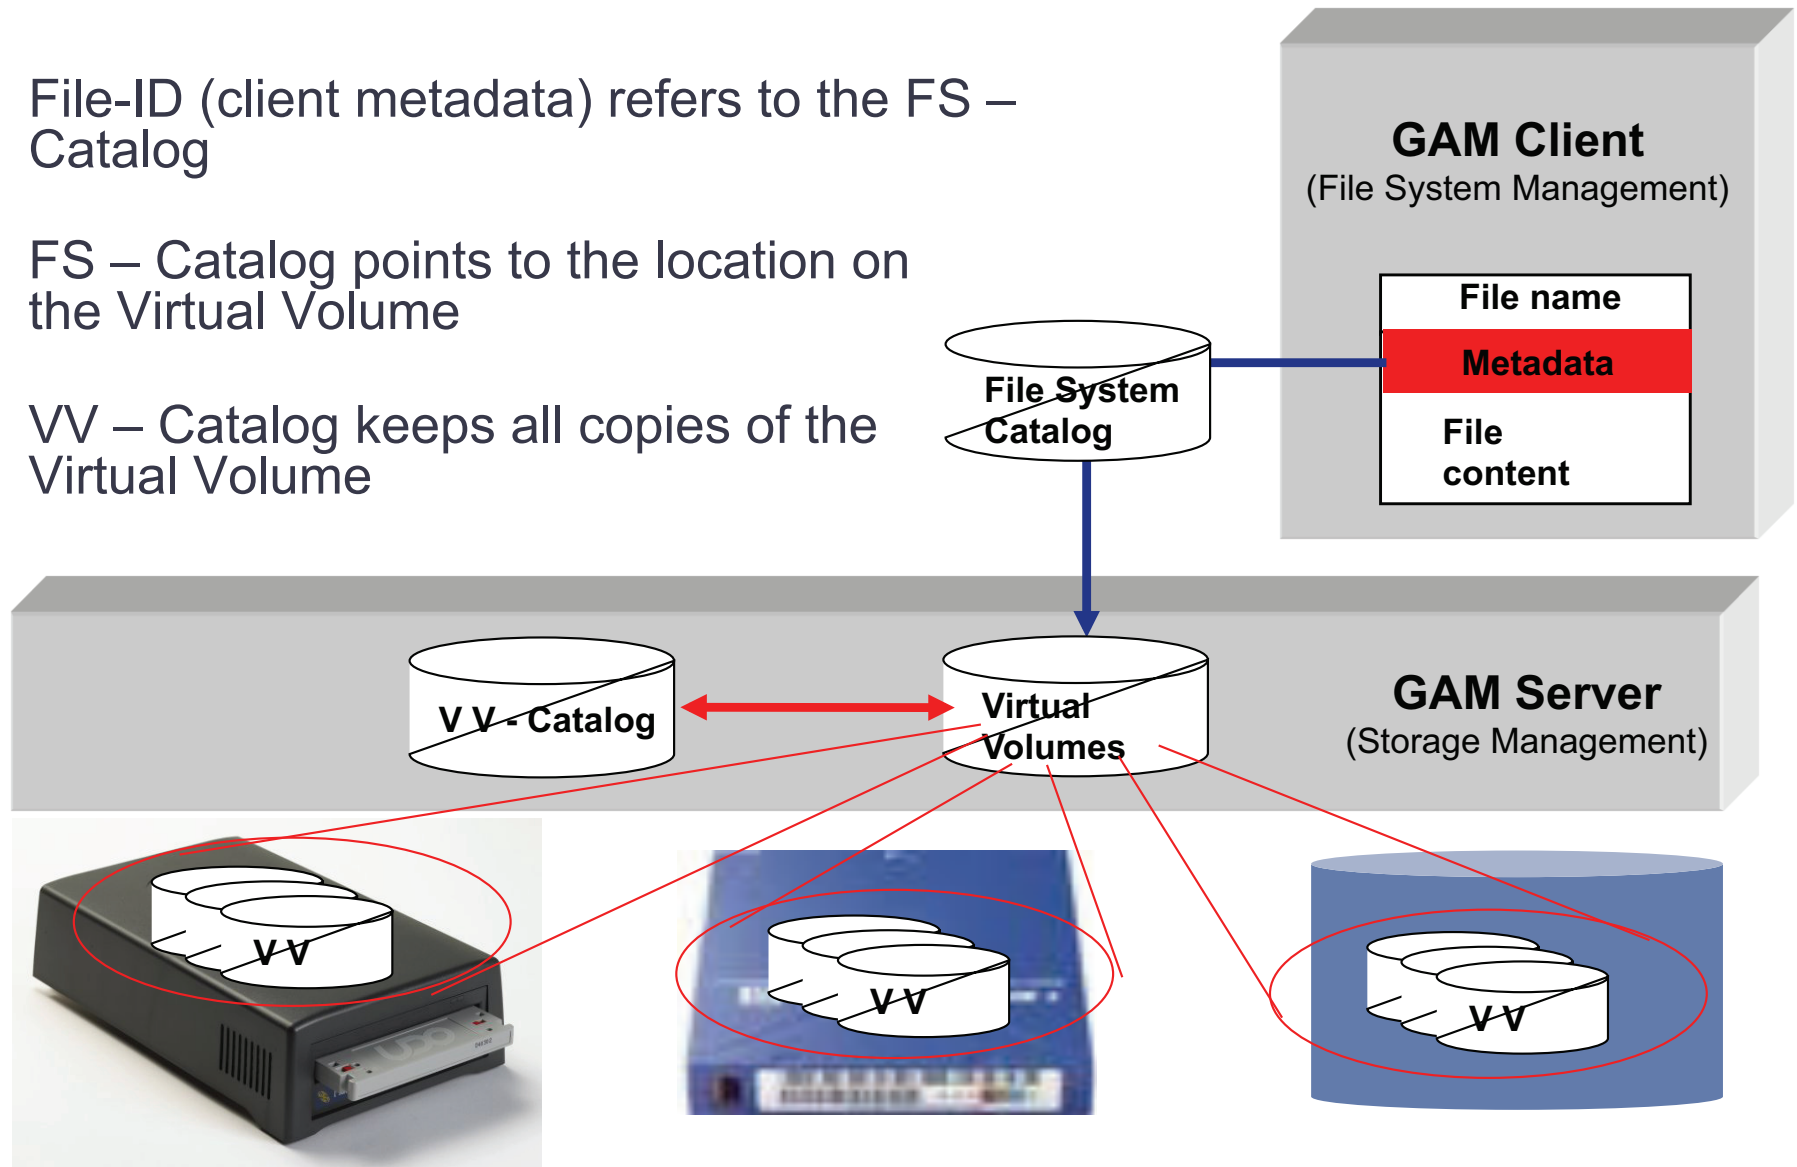 File-ID (client metadata) refers to the FS –
Catalog
FS – Catalog points to the location on
the Virtual Volume
VV – Catalog keeps all copies of the
Virtual Volume
GAM Client
(File System Management)
File name
Metadata
File
content
File System
Catalog
V V - Catalog
Virtual
Volumes
GAM Server
(Storage Management)
V V
V V
V V
UDO